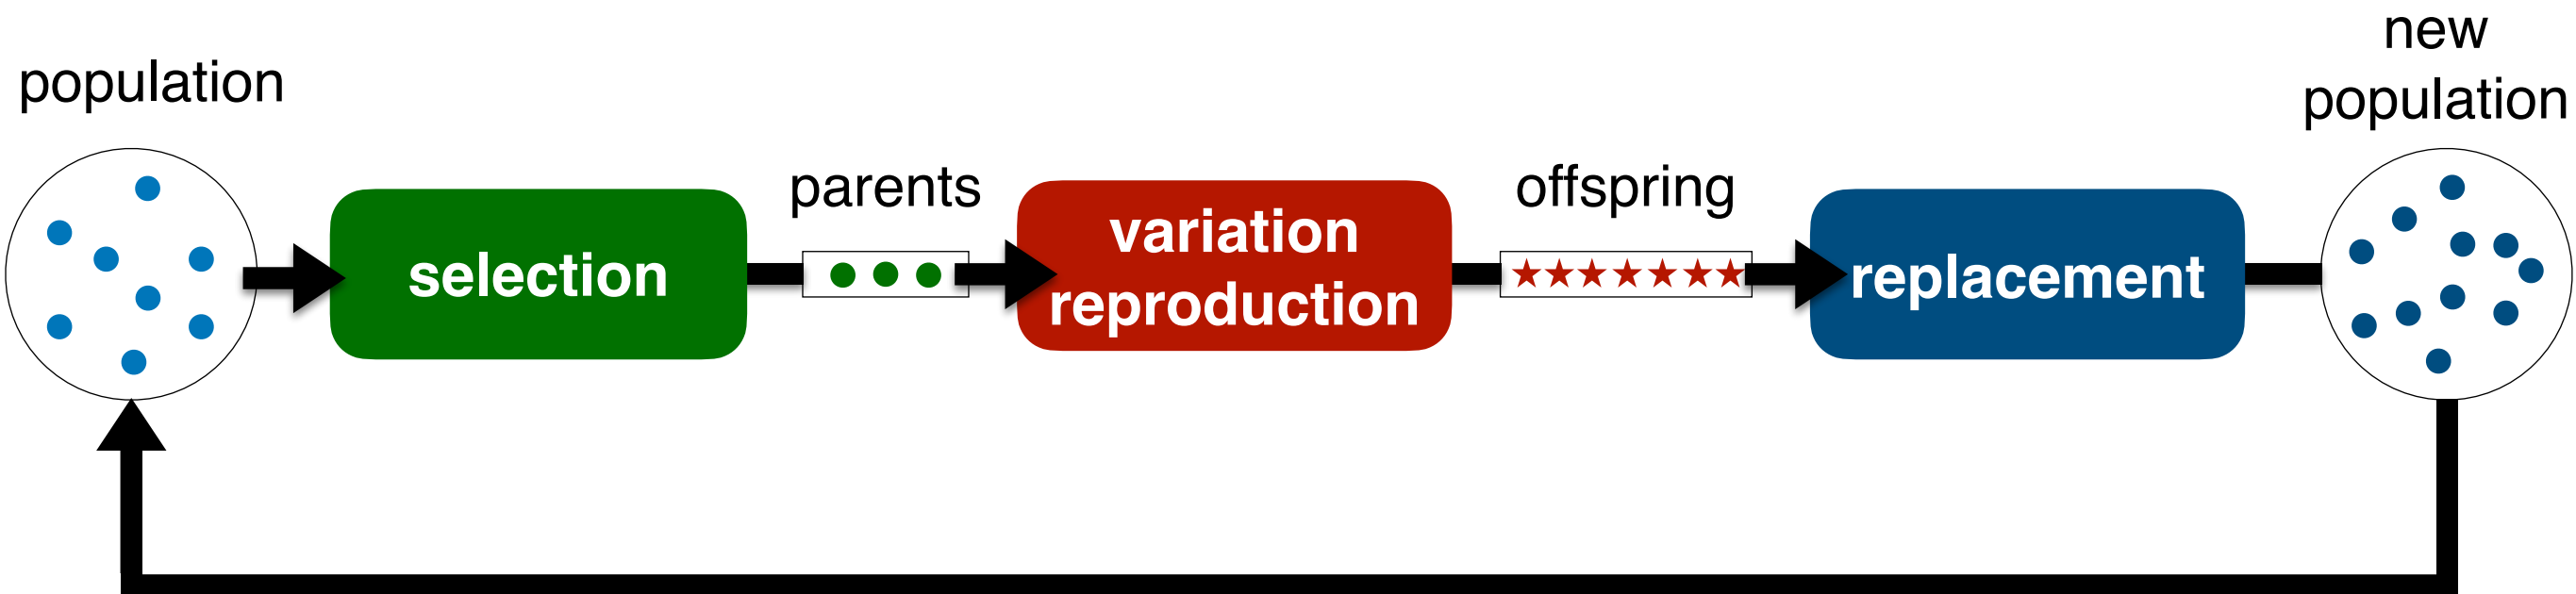 population
selection
parents
variation
reproduction
offspring
replacement
new
population